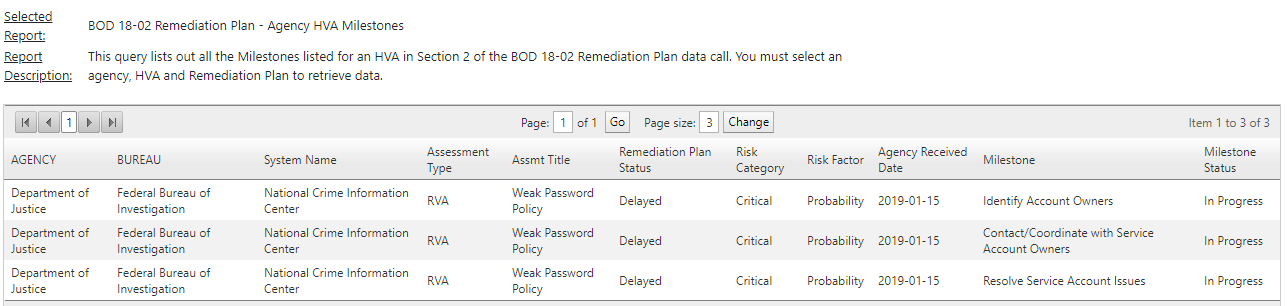 Selected Report: BOD 18-02 Remediation Plan - Agency HVA Milestones
Report Description: This query lists out all the Milestones listed for an HVA in Section 2 of the BOD 18-02 Remediation Plan data call. You must select an
agency, HVA and Remediation Plan to retrieve data.
1 Page: 1 of 1 Go Page size: 3 Change Item 1 to 3 of 3
AGENCY BUREAU System Name Assessment Type Assmt Title Remediation Plan Status Risk Category Risk Factor Agency Received Date Milestone Milestone Status
Department of Justice Federal Bureau of Investigation National Crime Information Center RVA Weak Password Policy Delayed Critical Probability 2019-01-15 Identify Account Owners In Progress
Department of Justice Federal Bureau of Investigation National Crime Information Center RVA Weak Password Policy Delayed Critical Probability 2019-01-15 Contact/Coordinate with Service Account Owners In Progress
Department of Justice Federal Bureau of Investigation National Crime Information Center RVA Weak Password Policy Delayed Critical Probability 2019-01-15 Resolve Service Account Issues In Progress